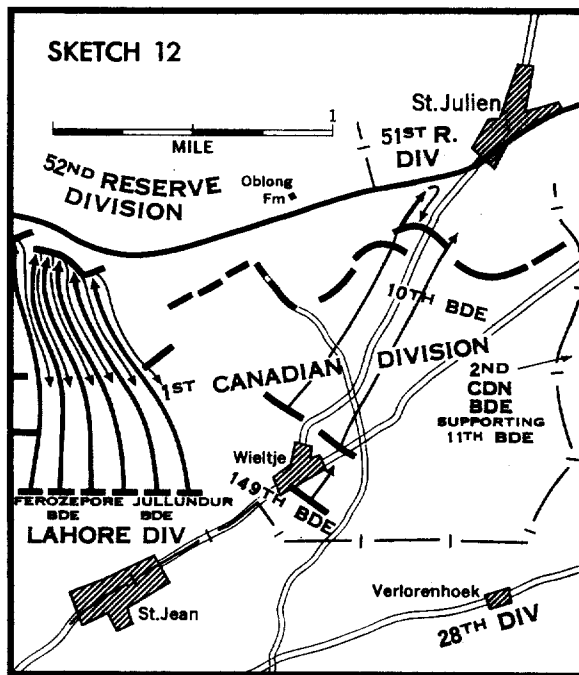 SKETCH 12
1
MILE
St. Julien
51ST R.
DIV
52ND RESERVE
DIVISION
Oblong
Fm
10TH BDE
1ST CANADIAN DIVISION
2ND
CDN
BDE
SUPPORTING
11TH BDE
Wieltje
149TH BDE
FEROZEPORE JULLUNDUR
BDE BDE
LAHORE DIV
St.Jean
Verlorenhoek
28TH DIV